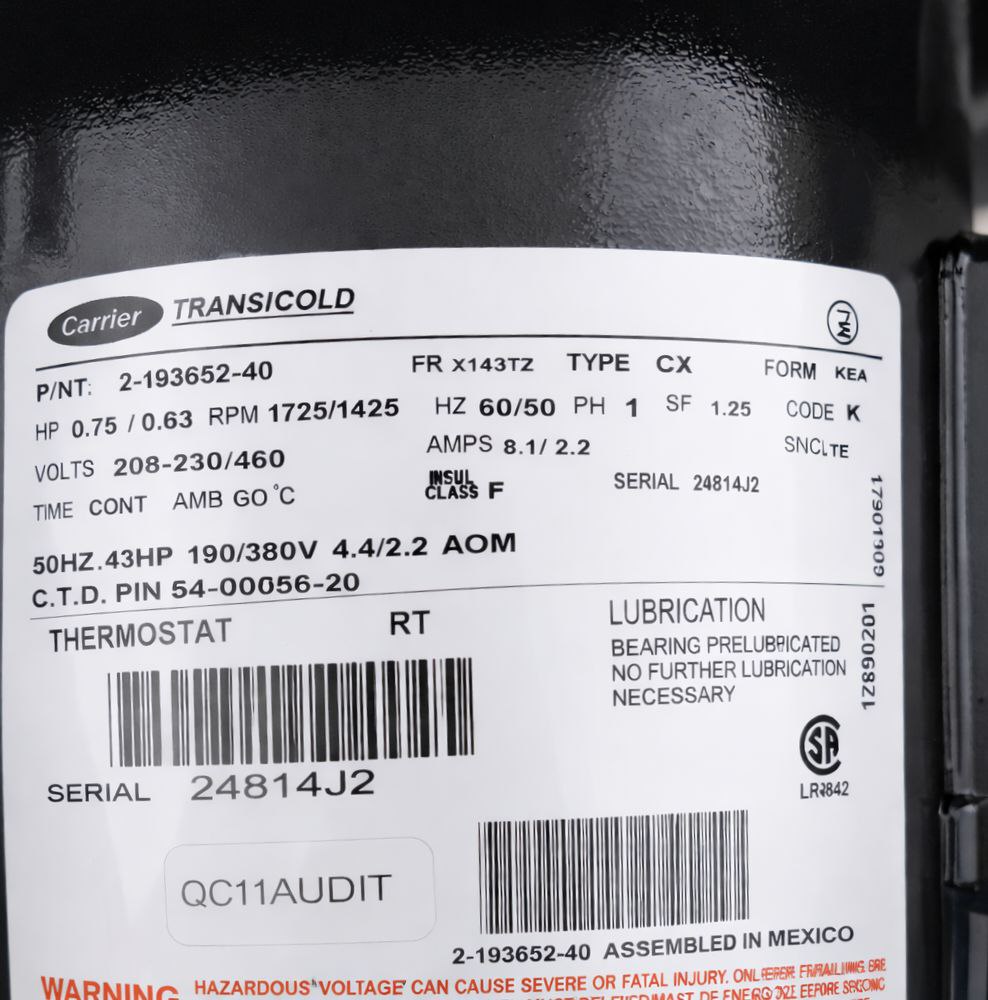 Carrier TRANSICOLD
P/NT: 2-193652-40 FR X143TZ TYPE CX FORM KEA
HP 0.75 / 0.63 RPM 1725/1425 HZ 60/50 PH 1 SF 1.25 CODE K
VOLTS 208-230/460 AMPS 8.1/ 2.2 SNCLTE
TIME CONT AMB GO °C INSUL CLASS F SERIAL 24814J2
50HZ.43HP 190/380V 4.4/2.2 AOM
C.T.D. PIN 54-00056-20
THERMOSTAT RT
LUBRICATION
BEARING PRELUBRICATED
NO FURTHER LUBRICATION
NECESSARY
SERIAL 24814J2
QC11AUDIT
2-193652-40 ASSEMBLED IN MEXICO
WARNING HAZARDOUS VOLTAGE CAN CAUSE SEVERE OR FATAL INJURY.